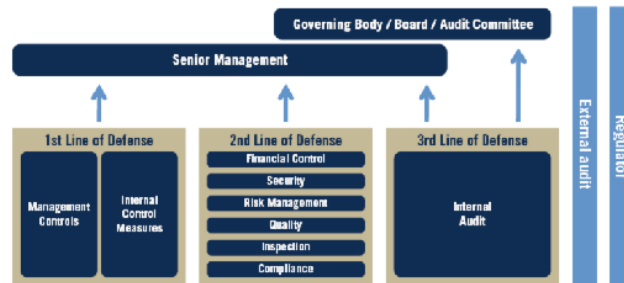 Governing Body / Board / Audit Committee
Senior Management
1st Line of Defense
Management
Controls
Internal
Control
Measures
2nd Line of Defense
Financial Control
Security
Risk Management
Quality
Inspection
Compliance
3rd Line of Defense
Internal
Audit
External audit
Regulator